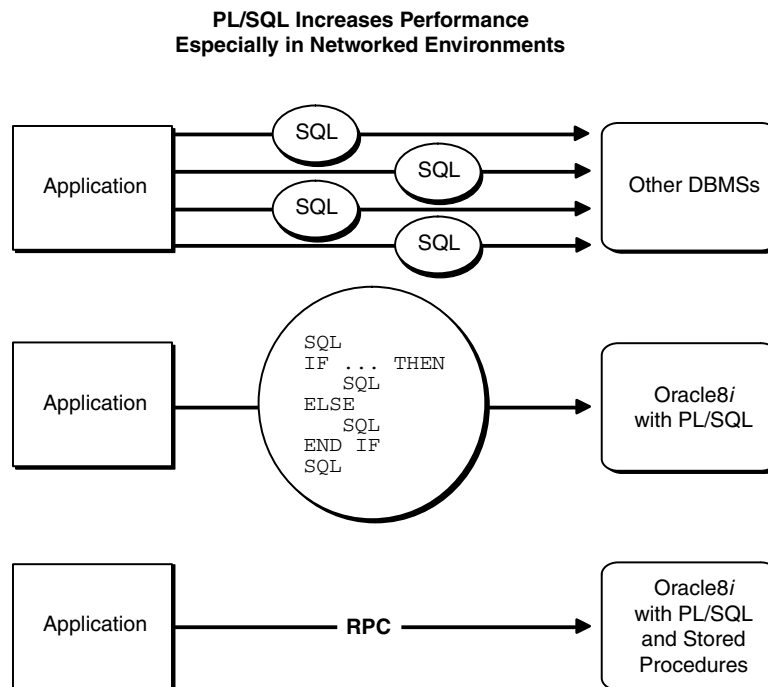 PL/SQL Increases Performance
Especially in Networked Environments
SQL
SQL
SQL
SQL
Application
Other DBMSs
SQL
IF ... THEN
SQL
ELSE
SQL
END IF
SQL
Application
Oracle8i
with PL/SQL
Application
RPC
Oracle8i
with PL/SQL
and Stored
Procedures